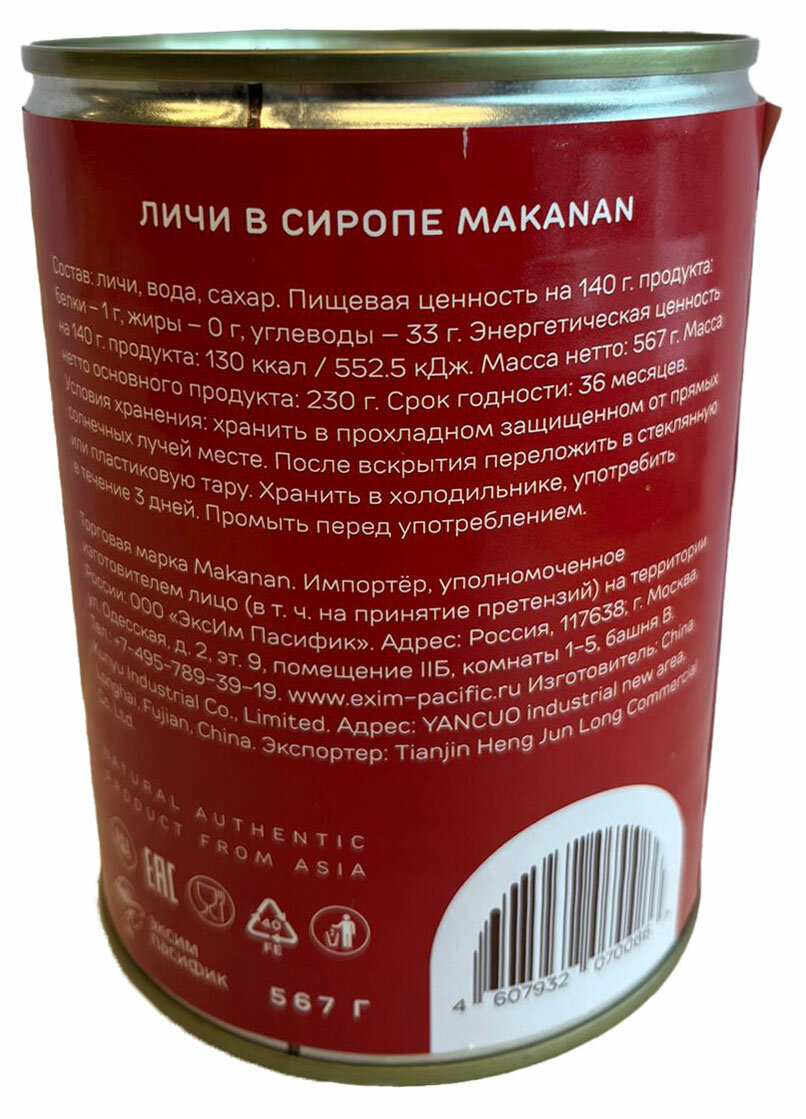 ЛИЧИ В СИРОПЕ MAKANAN
Состав: личи, вода, сахар. Пищевая ценность на 140 г. продукта:
белки – 1 г, жиры – 0 г, углеводы – 33 г. Энергетическая ценность
на 140 г. продукта: 130 ккал / 552.5 кДж. Масса нетто: 567 г. Масса
нетто основного продукта: 230 г. Срок годности: 36 месяцев.
Условия хранения: хранить в прохладном защищенном от прямых
солнечных лучей месте. После вскрытия переложить в стеклянную
или пластиковую тару. Хранить в холодильнике, употребить
в течение 3 дней. Промыть перед употреблением.
Торговая марка Makanan. Импортёр, уполномоченное
изготовителем лицо (в т. ч. на принятие претензий) на территории
России: ООО «ЭксИм Пасифик». Адрес: Россия, 117638, г. Москва,
ул. Одесская, д. 2, эт. 9, помещение IIБ, комнаты 1-5, башня В.
Тел: +7-495-789-39-19. www.exim-pacific.ru Изготовитель: China
Kunyu Industrial Co., Limited. Адрес: YANCUO industrial new area,
Longhai, Fujian, China. Экспортер: Tianjin Heng Jun Long Commercial
Co Ltd.
NATURAL AUTHENTIC
PRODUCT FROM ASIA
EAC
40
FE
эксим
пасифик
567 Г
4 607932 070086